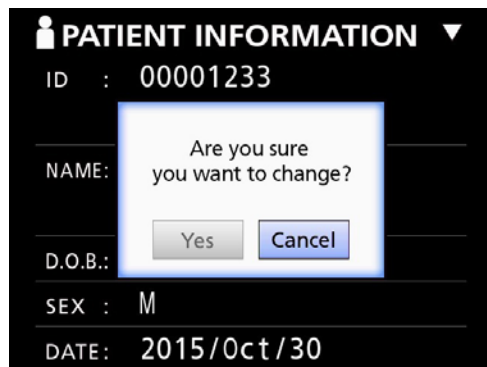 PATIENT INFORMATION ▼
ID : 00001233
Are you sure
you want to change?
NAME:
Yes Cancel
D.O.B.:
SEX : M
DATE: 2015/Oct/30